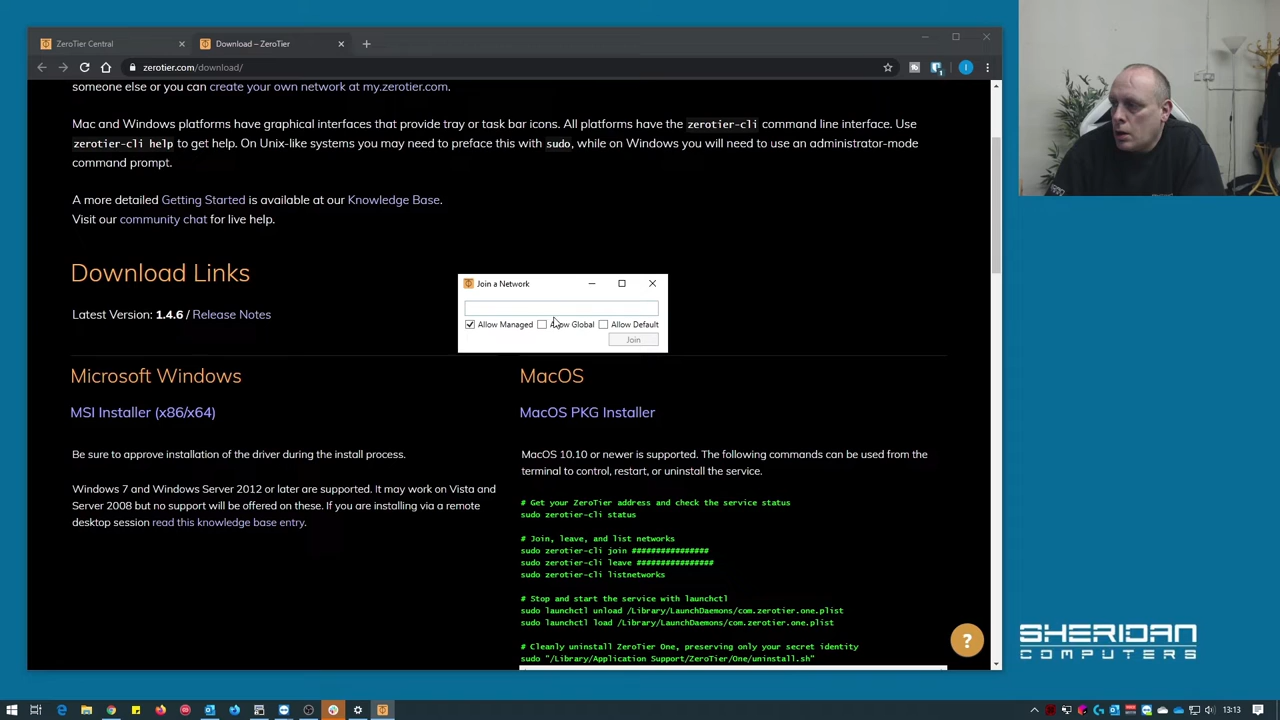 ZeroTier Central
Download – ZeroTier
zerotier.com/download/
someone else or you can create your own network at my.zerotier.com.
Mac and Windows platforms have graphical interfaces that provide tray or task bar icons. All platforms have the zerotier-cli command line interface. Use
zerotier-cli help to get help. On Unix-like systems you may need to preface this with sudo, while on Windows you will need to use an administrator-mode
command prompt.
A more detailed Getting Started is available at our Knowledge Base.
Visit our community chat for live help.
Download Links
Latest Version: 1.4.6 / Release Notes
Join a Network
Allow Managed Allow Global Allow Default
Join
Microsoft Windows
MSI Installer (x86/x64)
Be sure to approve installation of the driver during the install process.
Windows 7 and Windows Server 2012 or later are supported. It may work on Vista and
Server 2008 but no support will be offered on these. If you are installing via a remote
desktop session read this knowledge base entry.
MacOS
MacOS PKG Installer
MacOS 10.10 or newer is supported. The following commands can be used from the
terminal to control, restart, or uninstall the service.
# Get your ZeroTier address and check the service status
sudo zerotier-cli status
# Join, leave, and list networks
sudo zerotier-cli join ################
sudo zerotier-cli leave ################
sudo zerotier-cli listnetworks
# Stop and start the service with launchctl
sudo launchctl unload /Library/LaunchDaemons/com.zerotier.one.plist
sudo launchctl load /Library/LaunchDaemons/com.zerotier.one.plist
# Cleanly uninstall ZeroTier One, preserving only your secret identity
sudo "/Library/Application Support/ZeroTier/One/uninstall.sh"
?
SHERIDAN
COMPUTERS
13:13